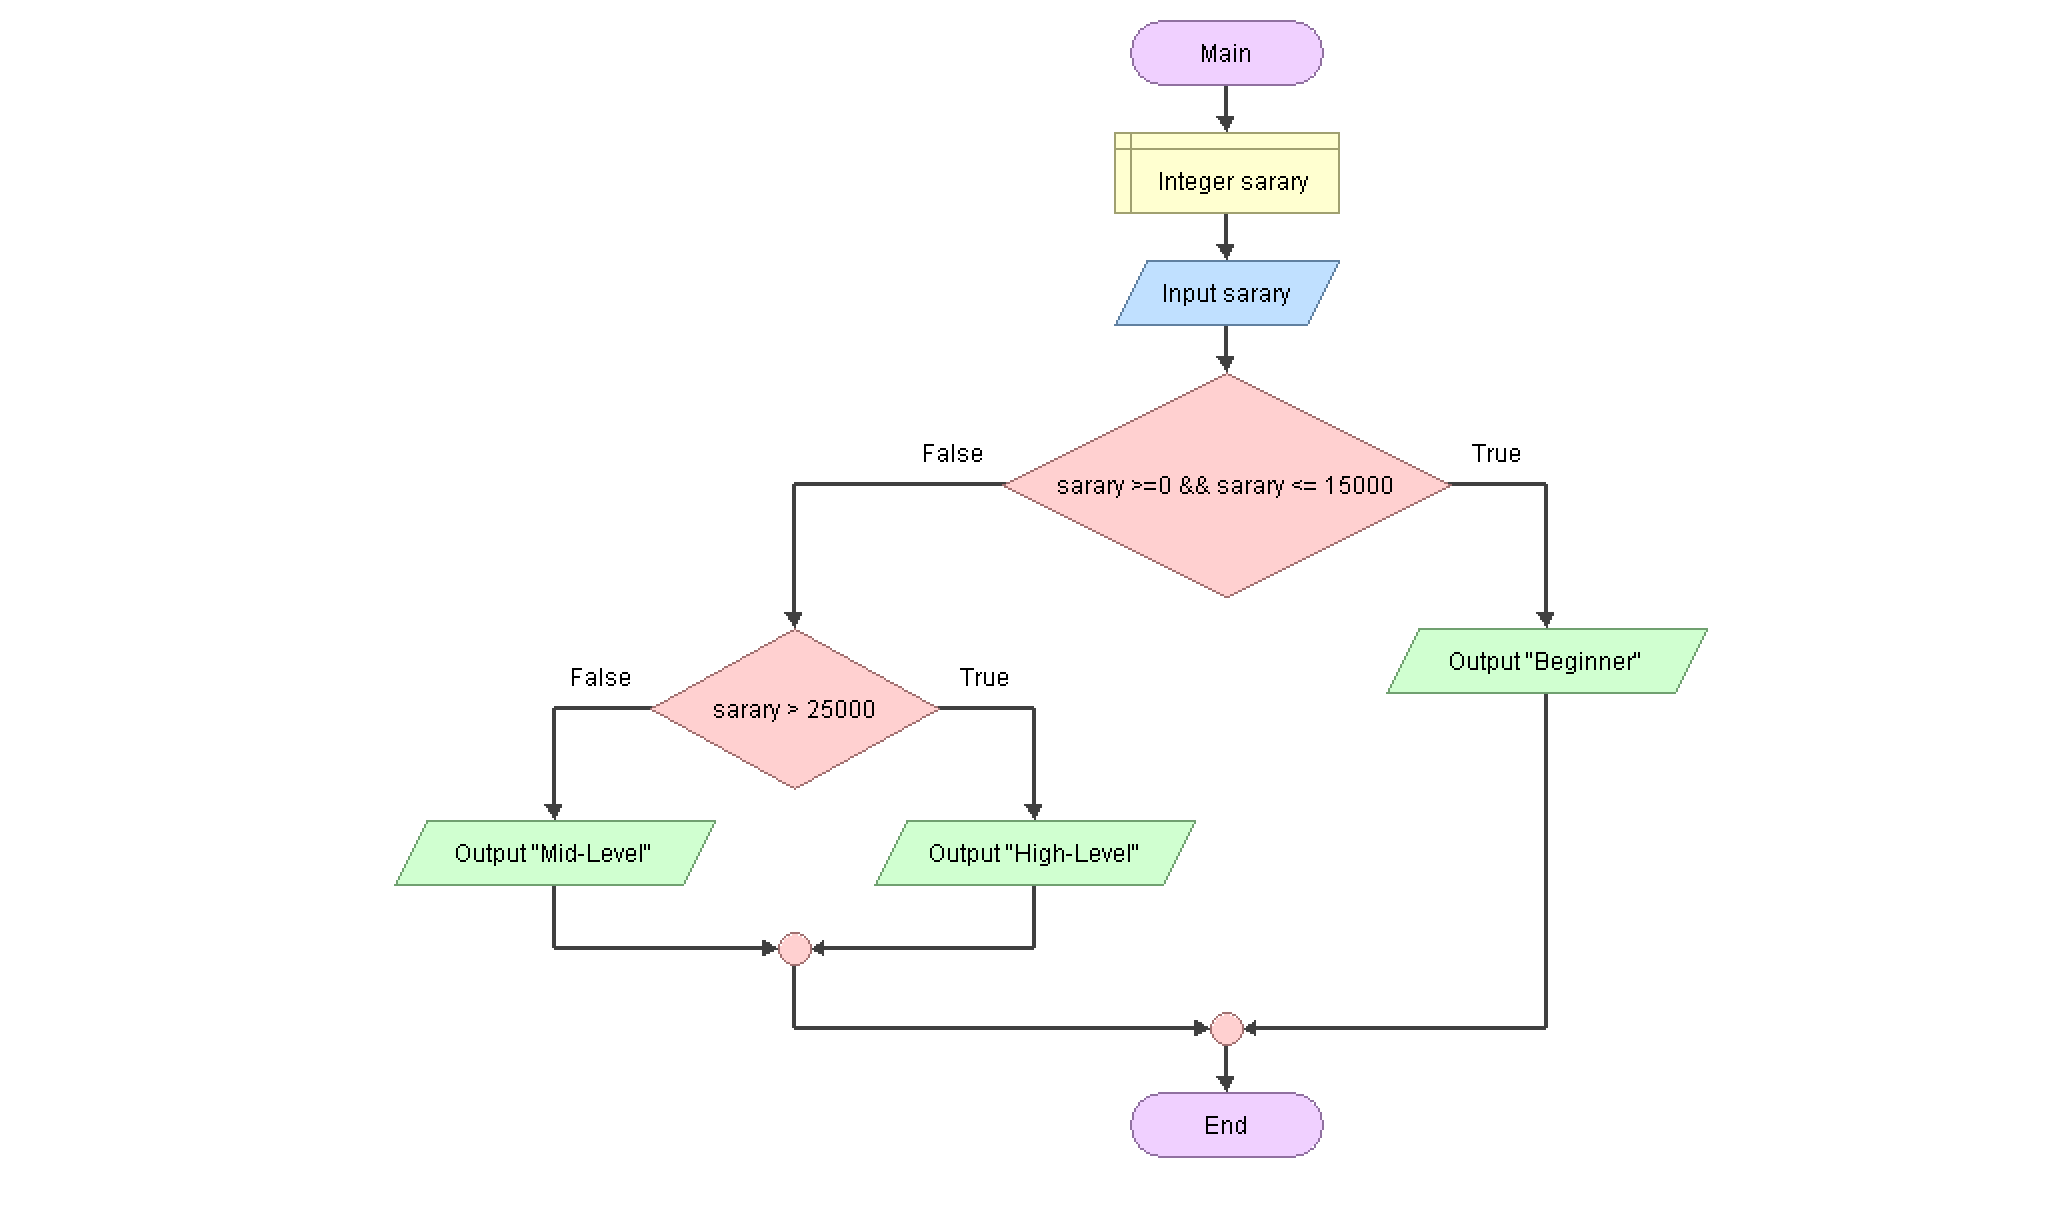 Main
Integer sarary
Input sarary
False
True
sarary >=0 && sarary <= 15000
False
True
sarary > 25000
Output "Beginner"
Output "Mid-Level"
Output "High-Level"
End